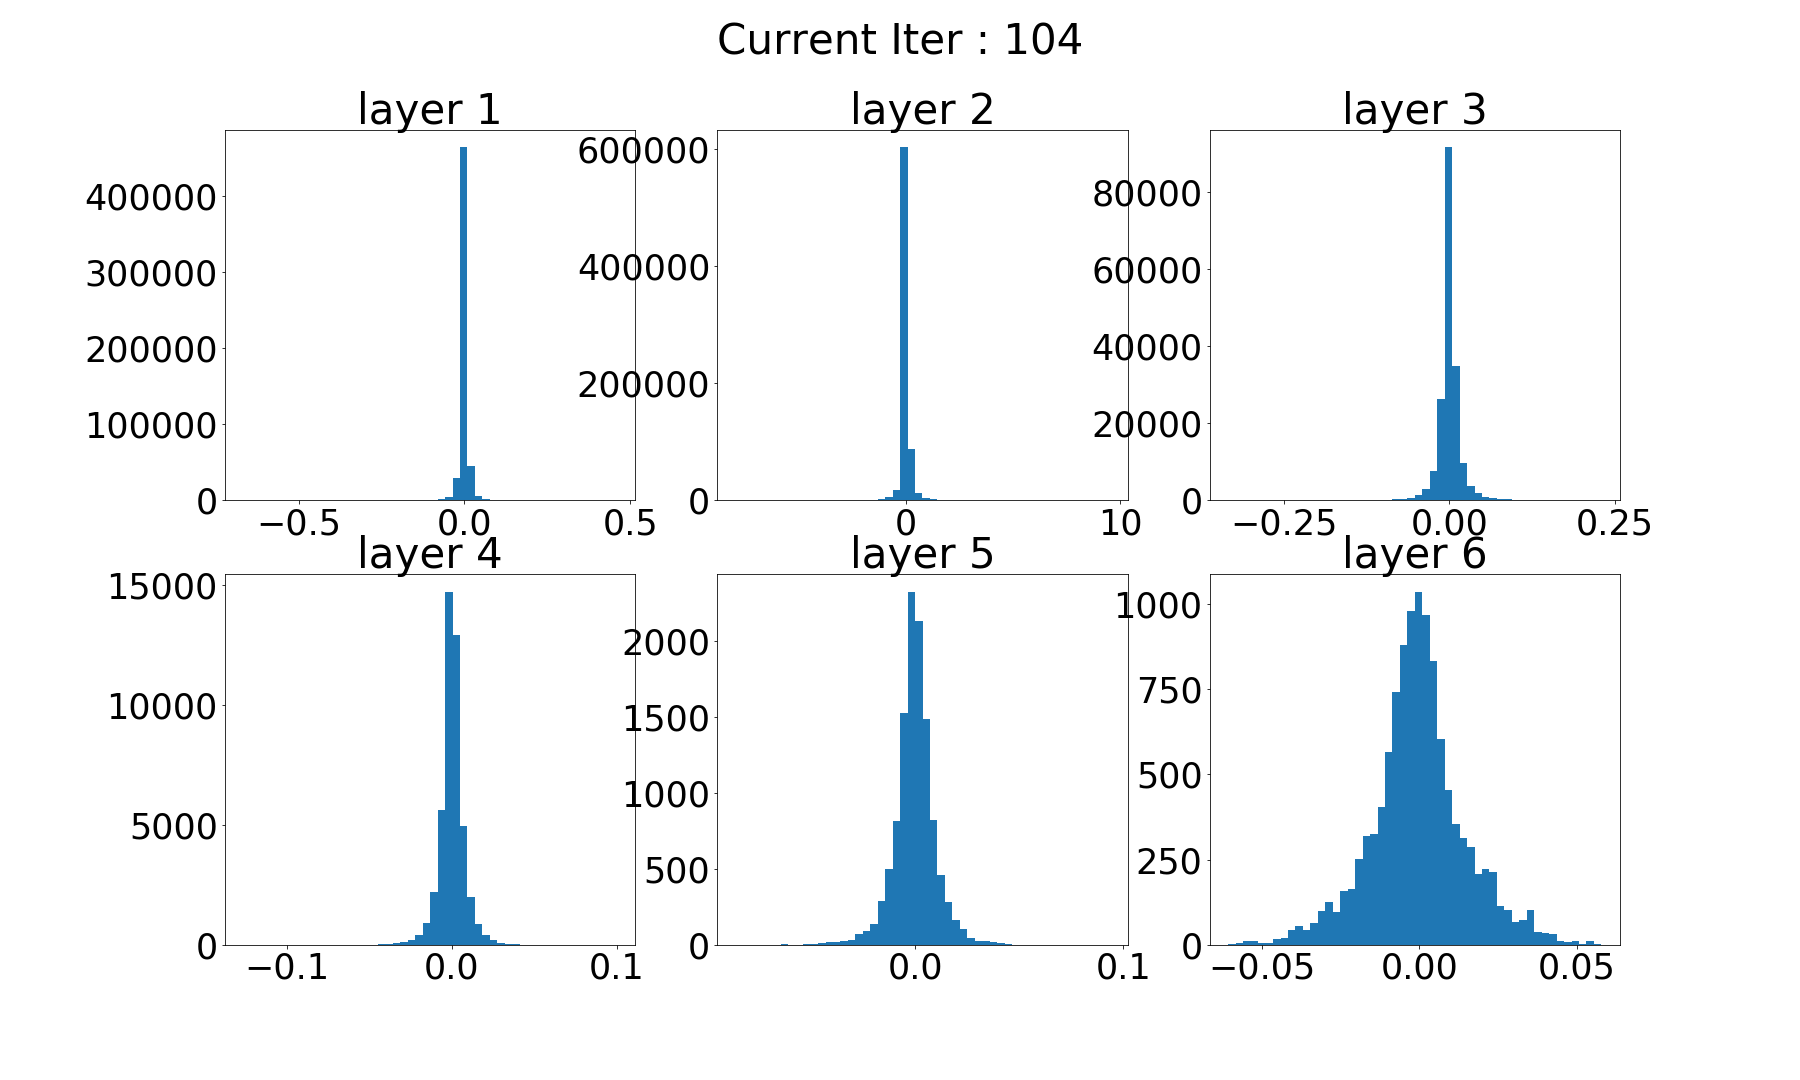 Current Iter : 104
layer 1
400000
300000
200000
100000
0
−0.5 0.0 0.5
layer 2
600000
400000
200000
0
0 10
layer 3
80000
60000
40000
20000
0
−0.25 0.00 0.25
layer 4
15000
10000
5000
0
−0.1 0.0 0.1
layer 5
2000
1500
1000
500
0
0.0 0.1
layer 6
1000
750
500
250
0
−0.05 0.00 0.05